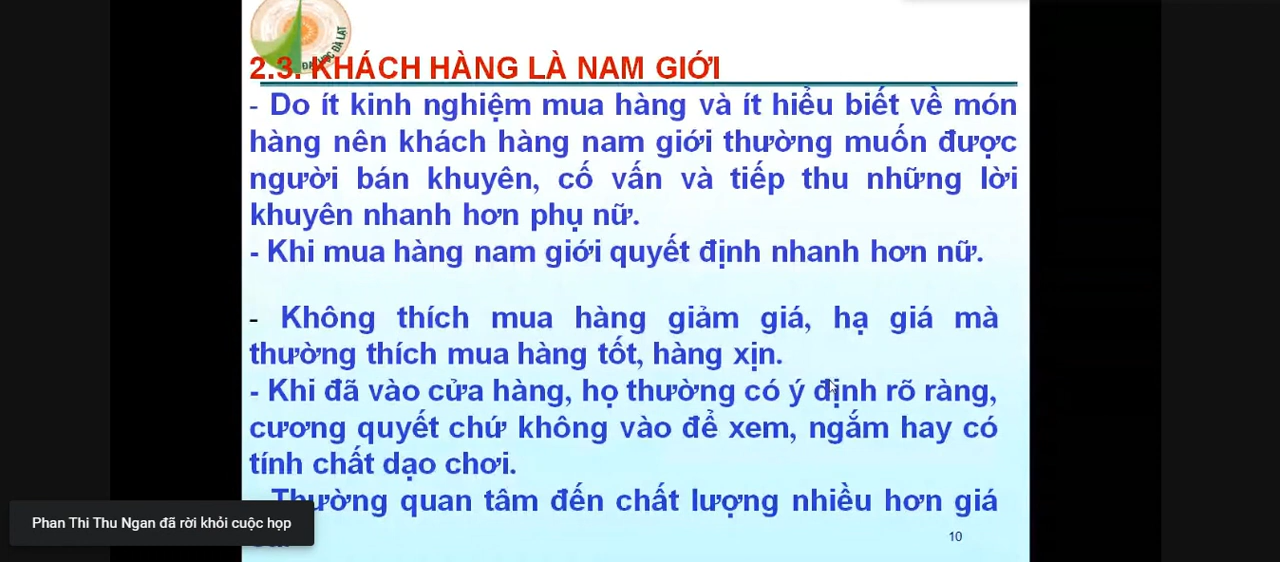 ĐẠI HỌC ĐÀ LẠT
2.3. KHÁCH HÀNG LÀ NAM GIỚI
- Do ít kinh nghiệm mua hàng và ít hiểu biết về món
hàng nên khách hàng nam giới thường muốn được
người bán khuyên, cố vấn và tiếp thu những lời
khuyên nhanh hơn phụ nữ.
- Khi mua hàng nam giới quyết định nhanh hơn nữ.
- Không thích mua hàng giảm giá, hạ giá mà
thường thích mua hàng tốt, hàng xịn.
- Khi đã vào cửa hàng, họ thường có ý định rõ ràng,
cương quyết chứ không vào để xem, ngắm hay có
tính chất dạo chơi.
Thường quan tâm đến chất lượng nhiều hơn giá
Phan Thi Thu Ngan đã rời khỏi cuộc họp
10